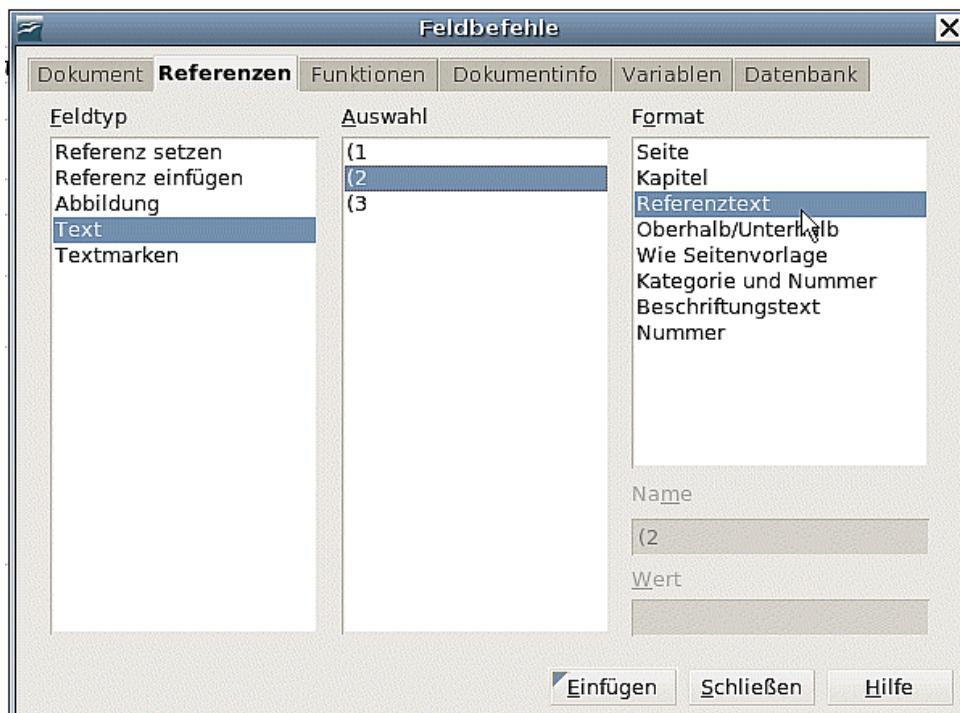 Feldbefehle
Dokument Referenzen Funktionen Dokumentinfo Variablen Datenbank
Feldtyp
Referenz setzen
Referenz einfügen
Abbildung
Text
Textmarken
Auswahl
(1
(2
(3
Format
Seite
Kapitel
Referenztext
Oberhalb/Unterhalb
Wie Seitenvorlage
Kategorie und Nummer
Beschriftungstext
Nummer
Name
(2
Wert
Einfügen Schließen Hilfe